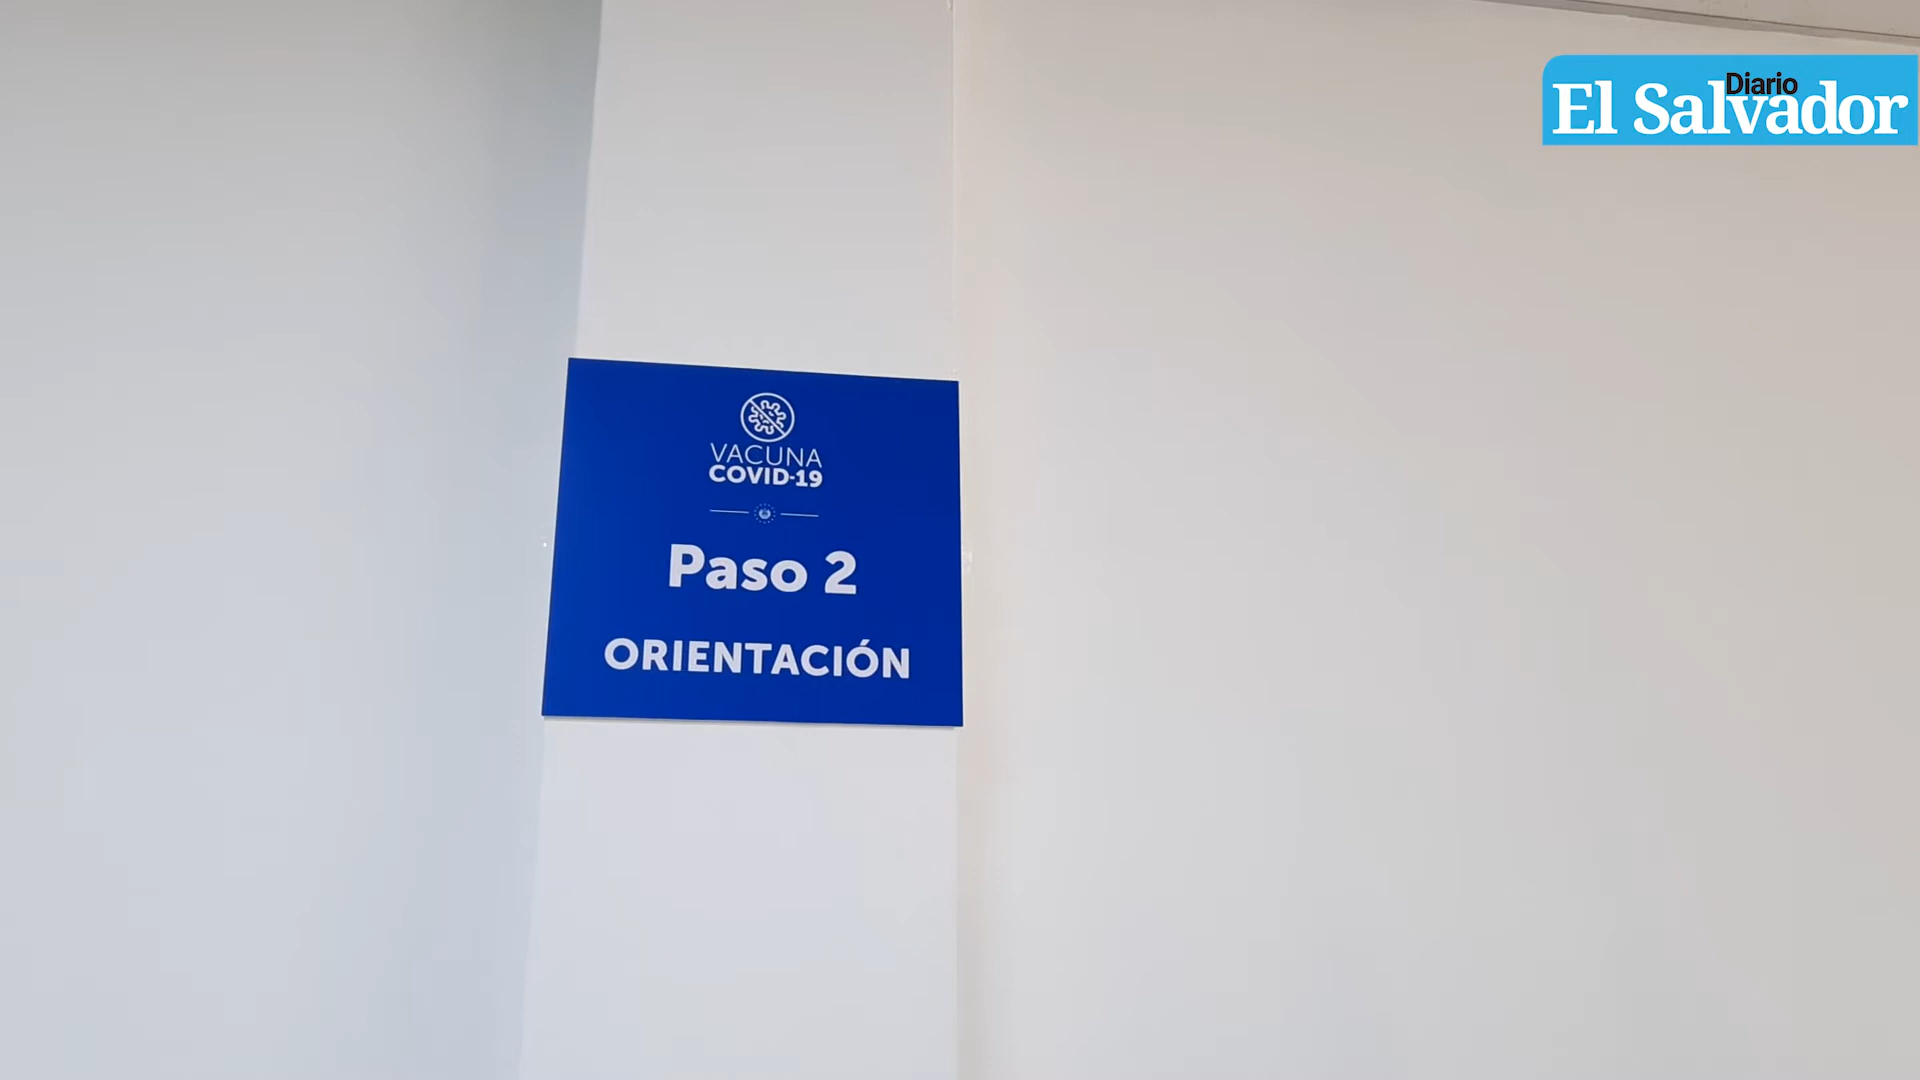 Diario
El Salvador
VACUNA
COVID-19
Paso 2
ORIENTACIÓN